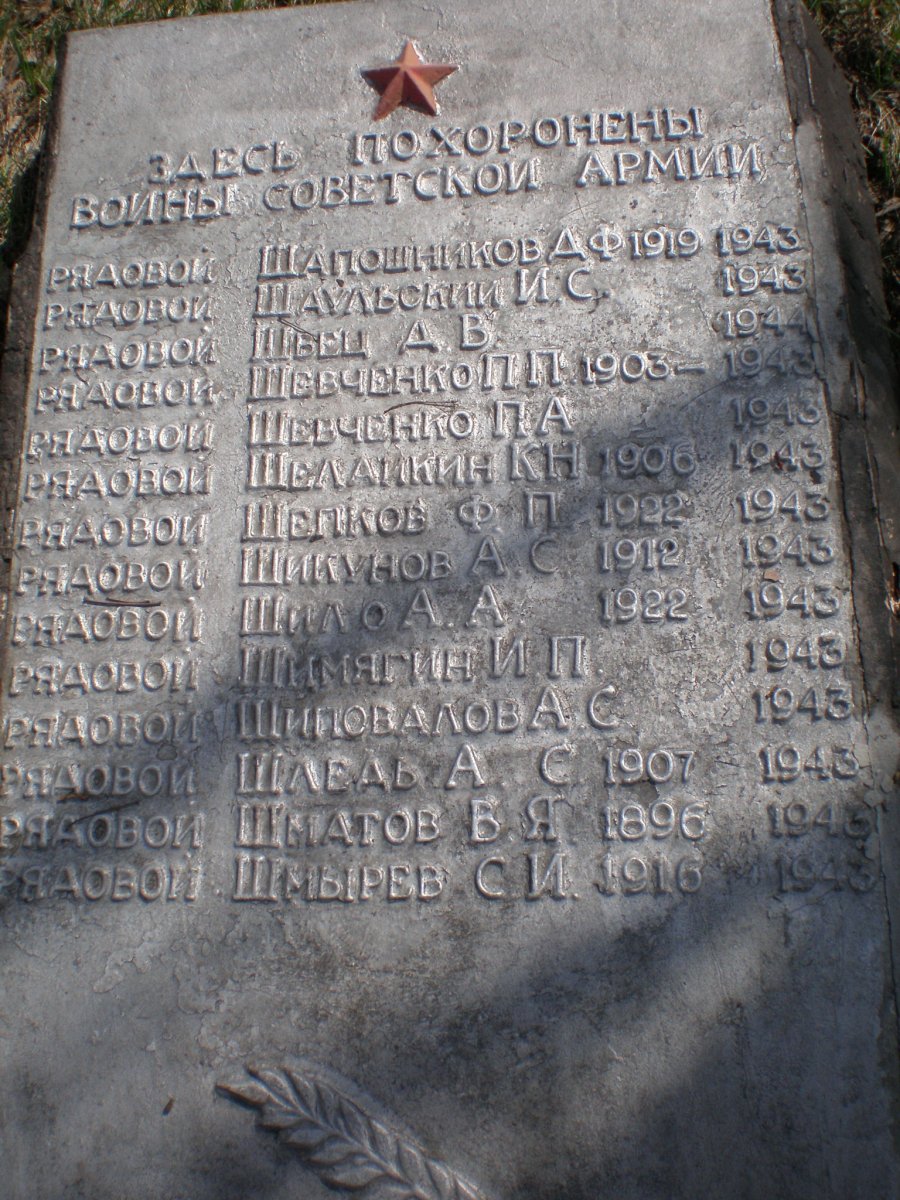 ЗДЕСЬ ПОХОРОНЕНЫ
ВОИНЫ СОВЕТСКОЙ АРМИИ
РЯДОВОЙ ШАПОШНИКОВ Д Ф 1919 1943
РЯДОВОЙ ШАУЛЬСКИЙ И. С. 1943
РЯДОВОЙ ШВЕЦ Д В 1944
РЯДОВОЙ ШЕВЧЕНКО П П. 1903 – 1943
РЯДОВОЙ ШЕВЧЕНКО П А 1943
РЯДОВОЙ ШЕЛАЙКИН К Н 1906 1943
РЯДОВОЙ ШЕПКОВ Ф. П 1922 1943
РЯДОВОЙ ШИКУНОВ А. С 1912 1943
РЯДОВОЙ ШИЛО А. А. 1922 1943
РЯДОВОЙ ШИМЯГИН И П. 1943
РЯДОВОЙ ШИПОВАЛОВ А. С. 1943
РЯДОВОЙ ШЛЕДЬ А. С 1907 1943
РЯДОВОЙ ШМАТОВ В. Я. 1896 1943
РЯДОВОЙ ШМЫРЕВ С. И. 1916 1943